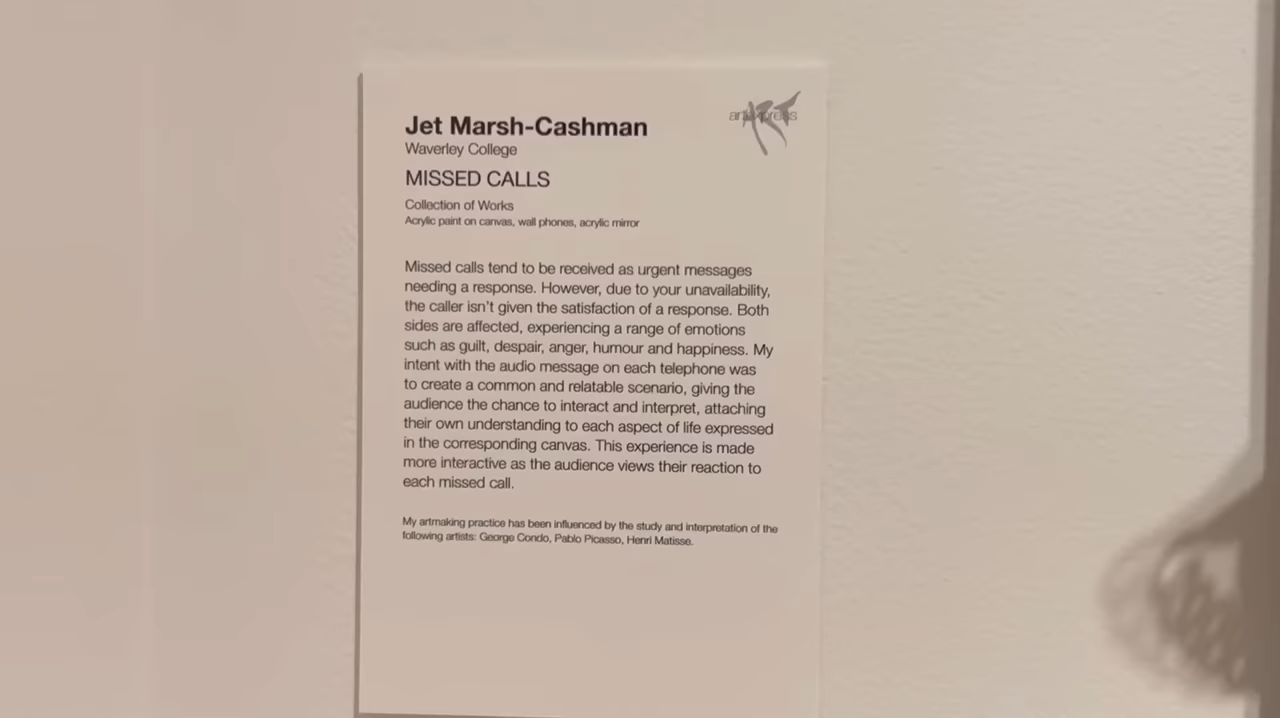 Jet Marsh-Cashman
Waverley College
MISSED CALLS
Collection of Works
Acrylic paint on canvas, wall phones, acrylic mirror
Missed calls tend to be received as urgent messages
needing a response. However, due to your unavailability,
the caller isn't given the satisfaction of a response. Both
sides are affected, experiencing a range of emotions
such as guilt, despair, anger, humour and happiness. My
intent with the audio message on each telephone was
to create a common and relatable scenario, giving the
audience the chance to interact and interpret, attaching
their own understanding to each aspect of life expressed
in the corresponding canvas. This experience is made
more interactive as the audience views their reaction to
each missed call.
My artmaking practice has been influenced by the study and interpretation of the
following artists: George Condo, Pablo Picasso, Henri Matisse.